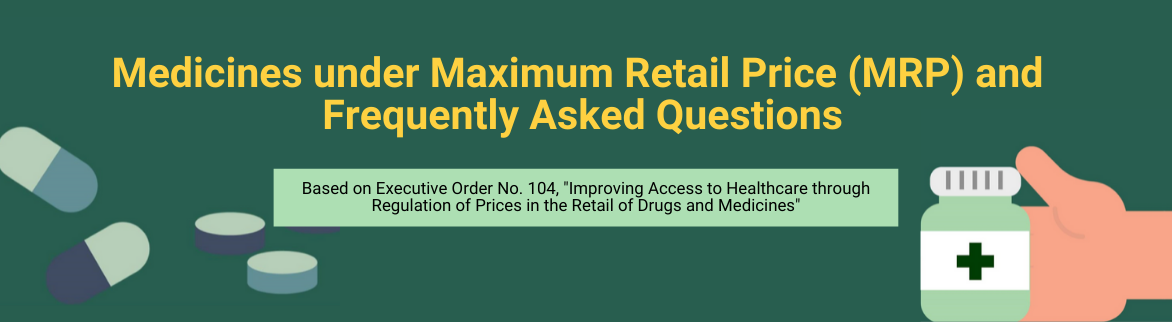 Medicines under Maximum Retail Price (MRP) and
Frequently Asked Questions
Based on Executive Order No. 104, "Improving Access to Healthcare through
Regulation of Prices in the Retail of Drugs and Medicines"